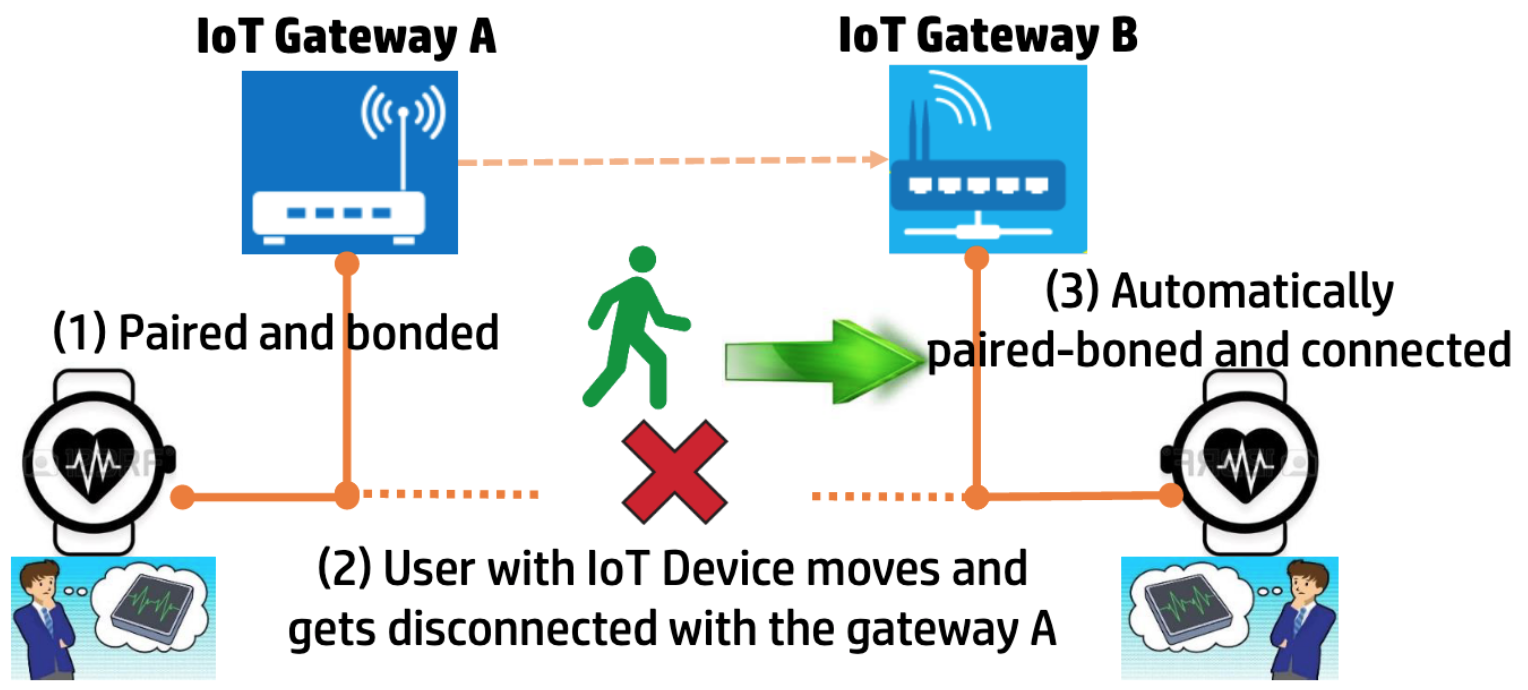 IoT Gateway A
IoT Gateway B
(1) Paired and bonded
(3) Automatically
paired-boned and connected
(2) User with IoT Device moves and
gets disconnected with the gateway A